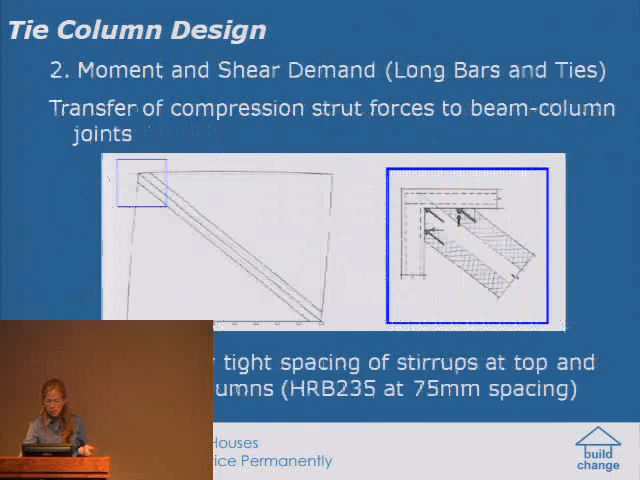 Tie Column Design
2. Moment and Shear Demand (Long Bars and Ties)
Transfer of compression strut forces to beam-column
joints
tight spacing of stirrups at top and
umns (HRB235 at 75mm spacing)
Houses
ice Permanently
build
change